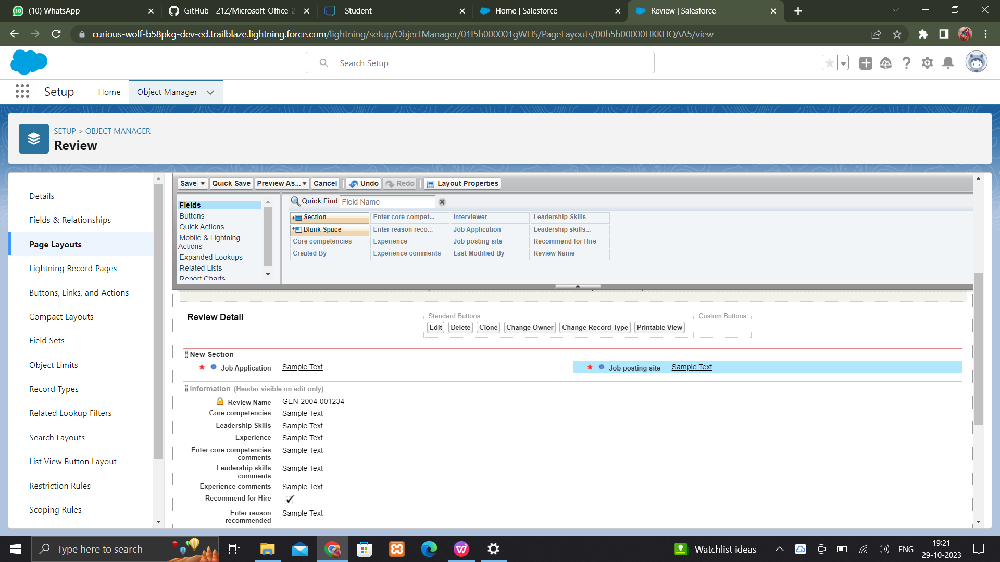 (10) WhatsApp
GitHub - 21Z/Microsoft-Office-2
- Student
Home | Salesforce
Review | Salesforce
curious-wolf-b58pkg-dev-ed.trailblaze.lightning.force.com/lightning/setup/ObjectManager/01I5h000001gWHS/PageLayouts/00h5h00000HKKHQAA5/view
Search Setup
Setup
Home
Object Manager
SETUP > OBJECT MANAGER
Review
Details
Fields & Relationships
Page Layouts
Lightning Record Pages
Buttons, Links, and Actions
Compact Layouts
Field Sets
Object Limits
Record Types
Related Lookup Filters
Search Layouts
List View Button Layout
Restriction Rules
Scoping Rules
Save Quick Save Preview As... Cancel Undo Redo Layout Properties
Fields
Buttons
Quick Actions
Mobile & Lightning
Actions
Expanded Lookups
Related Lists
Report Charts
Quick Find Field Name
Section Enter core compet... Interviewer Leadership Skills
Blank Space Enter reason reco... Job Application Leadership skills...
Core competencies Experience Job posting site Recommend for Hire
Created By Experience comments Last Modified By Review Name
Review Detail
Standard Buttons
Edit Delete Clone Change Owner Change Record Type Printable View
Custom Buttons
New Section
* Job Application Sample Text
* Job posting site Sample Text
Information (Header visible on edit only)
Review Name GEN-2004-001234
Core competencies Sample Text
Leadership Skills Sample Text
Experience Sample Text
Enter core competencies
comments
Sample Text
Leadership skills
comments
Sample Text
Experience comments Sample Text
Recommend for Hire
Enter reason
recommended
Sample Text
Type here to search
Watchlist ideas
ENG
19:21
29-10-2023